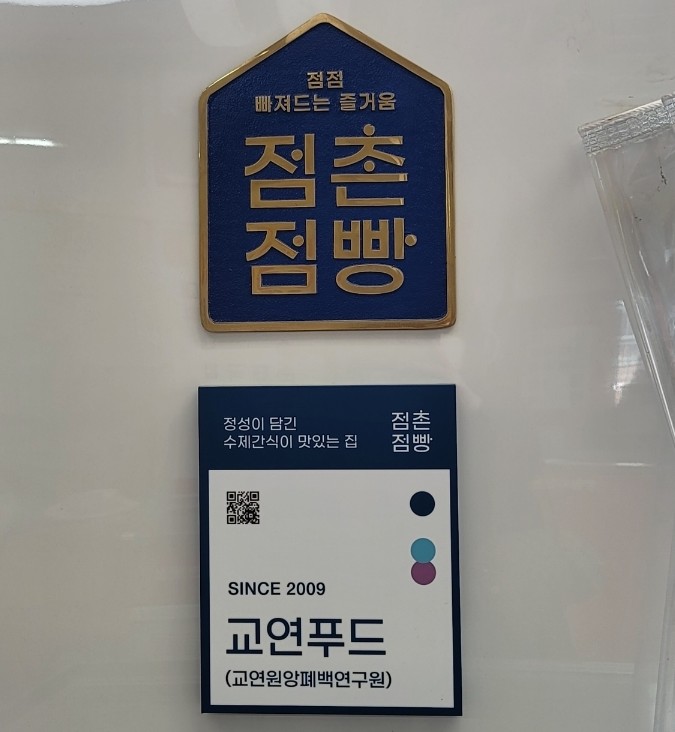 점점
빠져드는 즐거움
점촌
점빵
정성이 담긴
수제간식이 맛있는 집
점촌
점빵
SINCE 2009
교연푸드
(교연원앙폐백연구원)